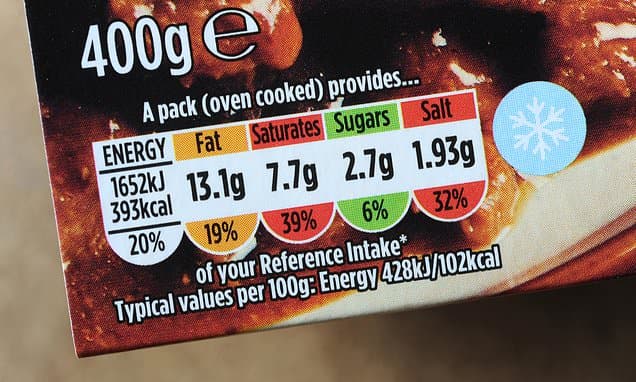 400g ℮
A pack (oven cooked) provides...
ENERGY Fat Saturates Sugars Salt
1652kJ
393kcal 13.1g 7.7g 2.7g 1.93g
20% 19% 39% 6% 32%
of your Reference Intake*
Typical values per 100g: Energy 428kJ/102kcal